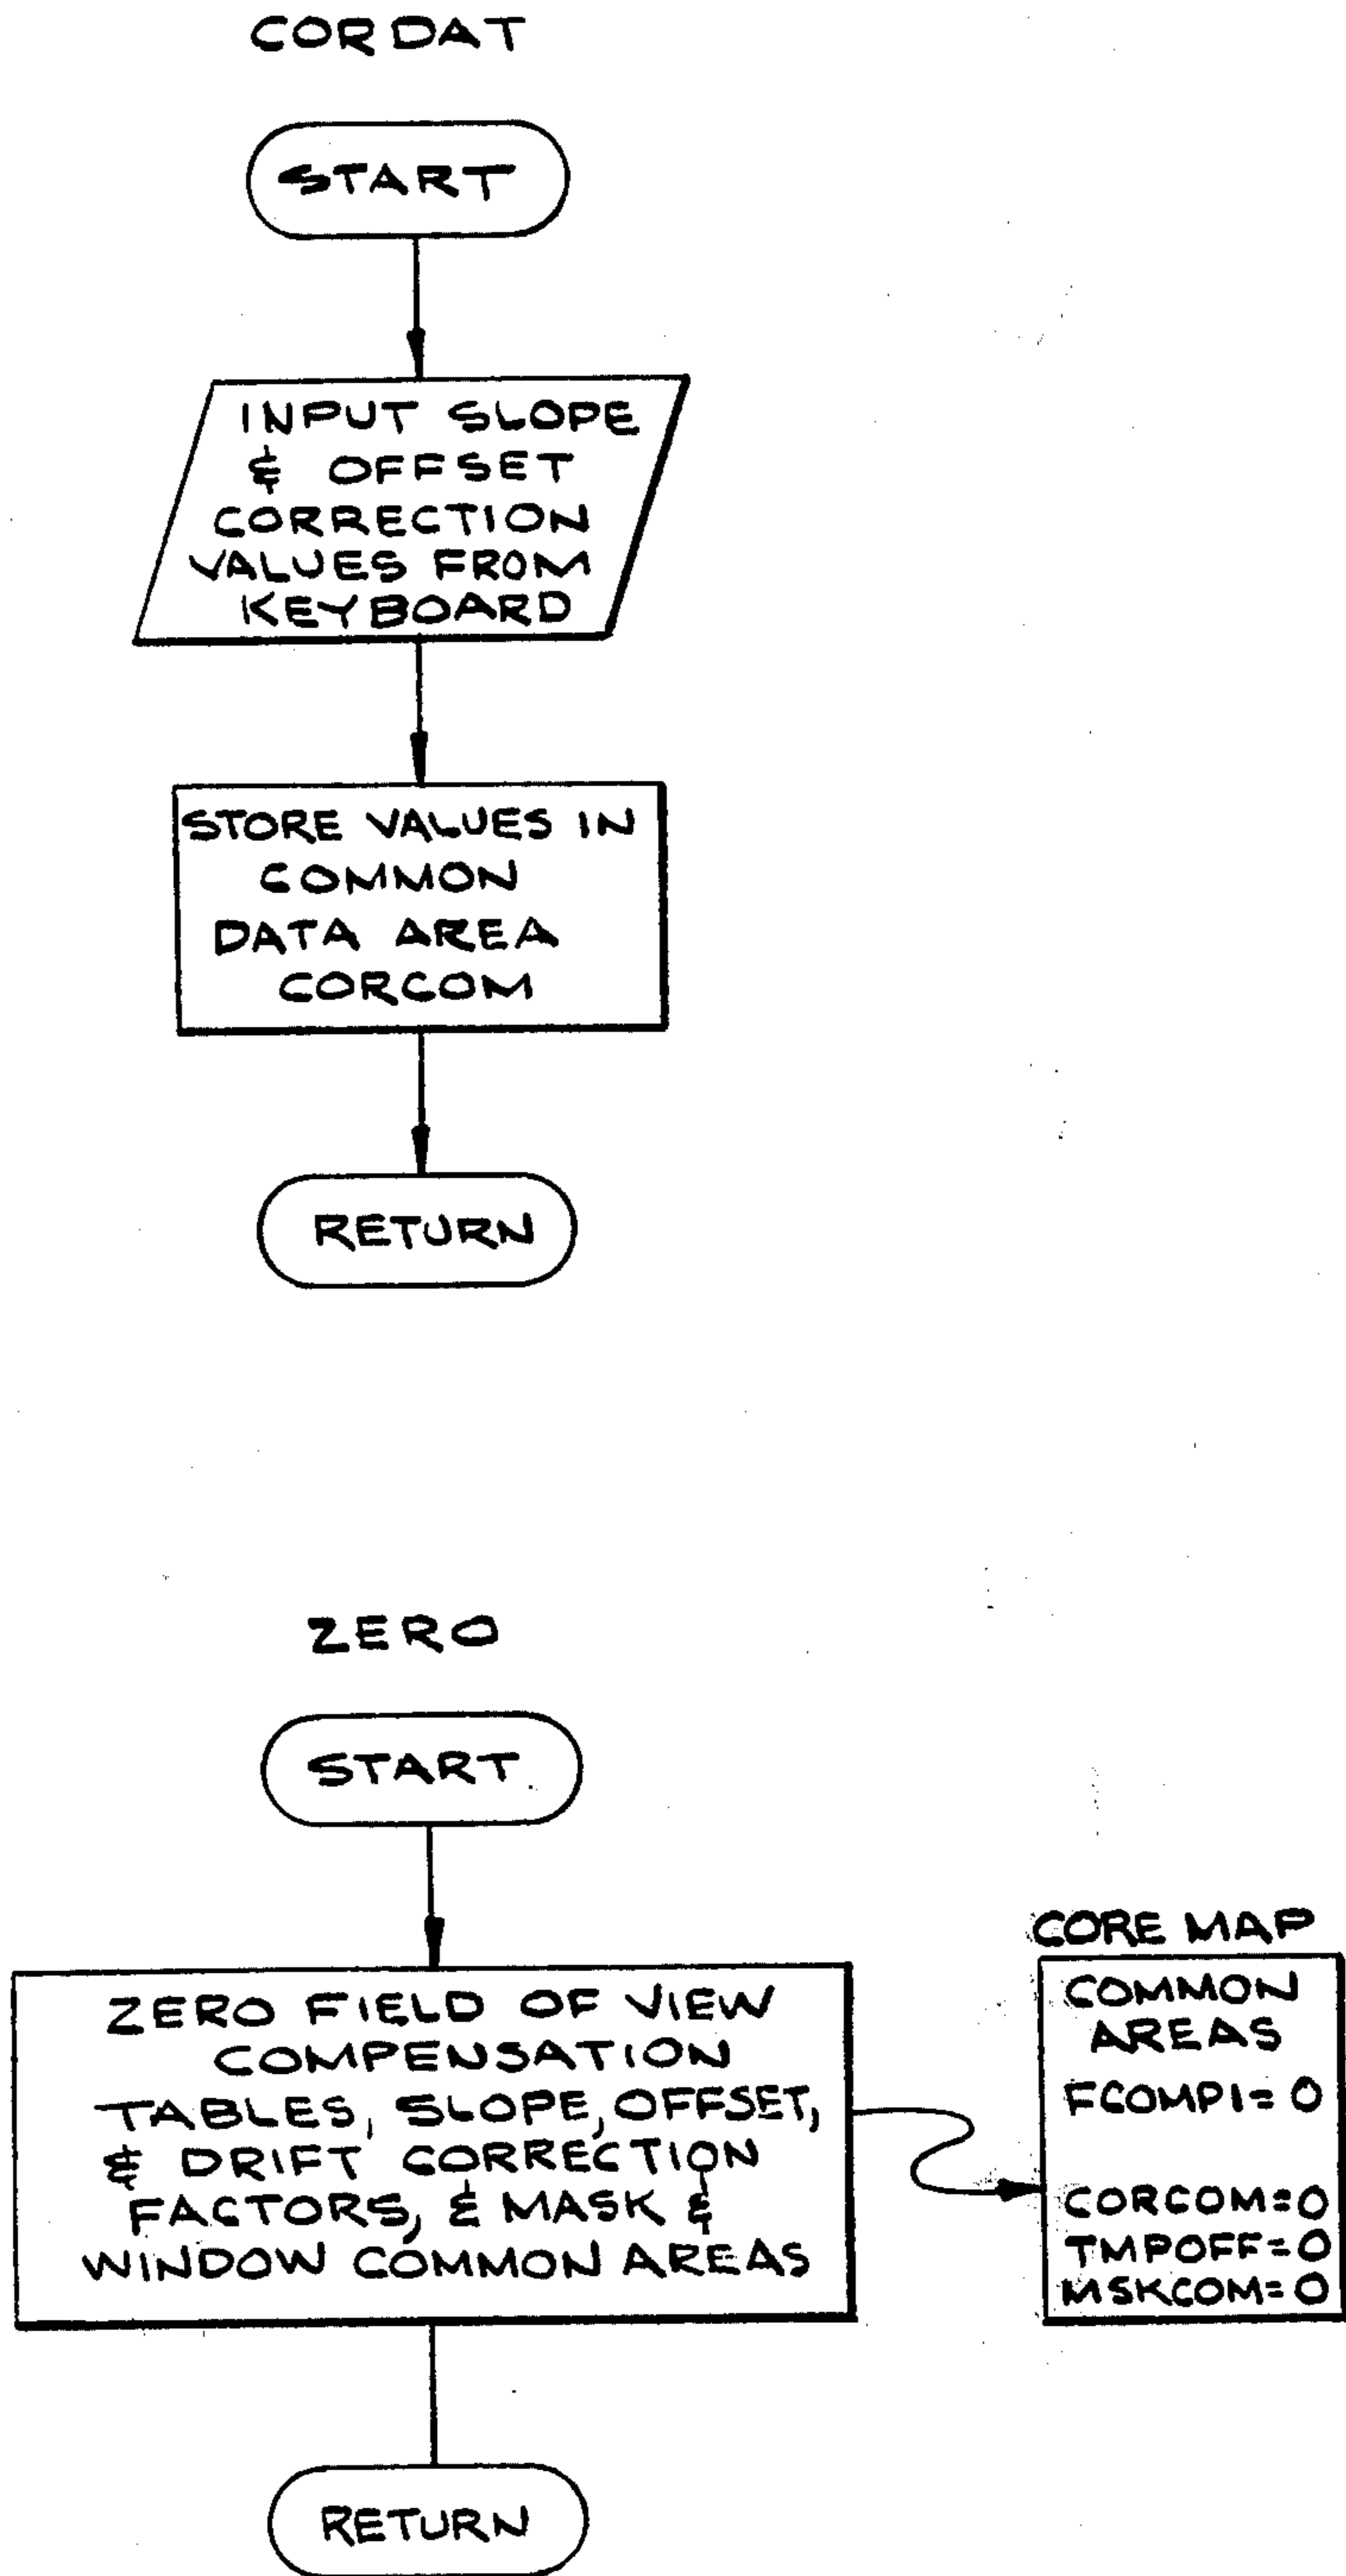 CORDAT
START
INPUT SLOPE
& OFFSET
CORRECTION
VALUES FROM
KEYBOARD
STORE VALUES IN
COMMON
DATA AREA
CORCOM
RETURN
ZERO
START
ZERO FIELD OF VIEW
COMPENSATION
TABLES, SLOPE, OFFSET,
& DRIFT CORRECTION
FACTORS, & MASK &
WINDOW COMMON AREAS
CORE MAP
COMMON
AREAS
FCOMP1=0
CORCOM=0
TMPOFF=0
MSKCOM=0
RETURN